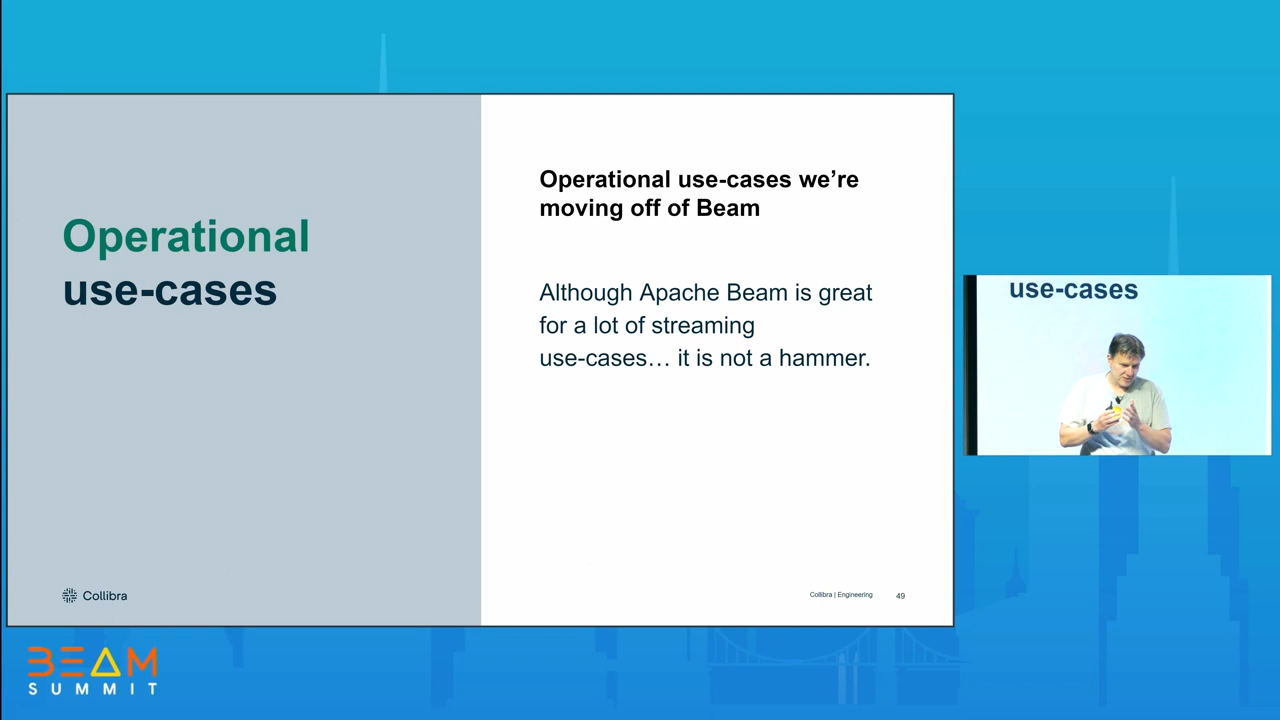 Operational
use-cases
Operational use-cases we’re
moving off of Beam
Although Apache Beam is great
for a lot of streaming
use-cases… it is not a hammer.
Collibra
Collibra | Engineering
49
use-cases
BEAM
SUMMIT